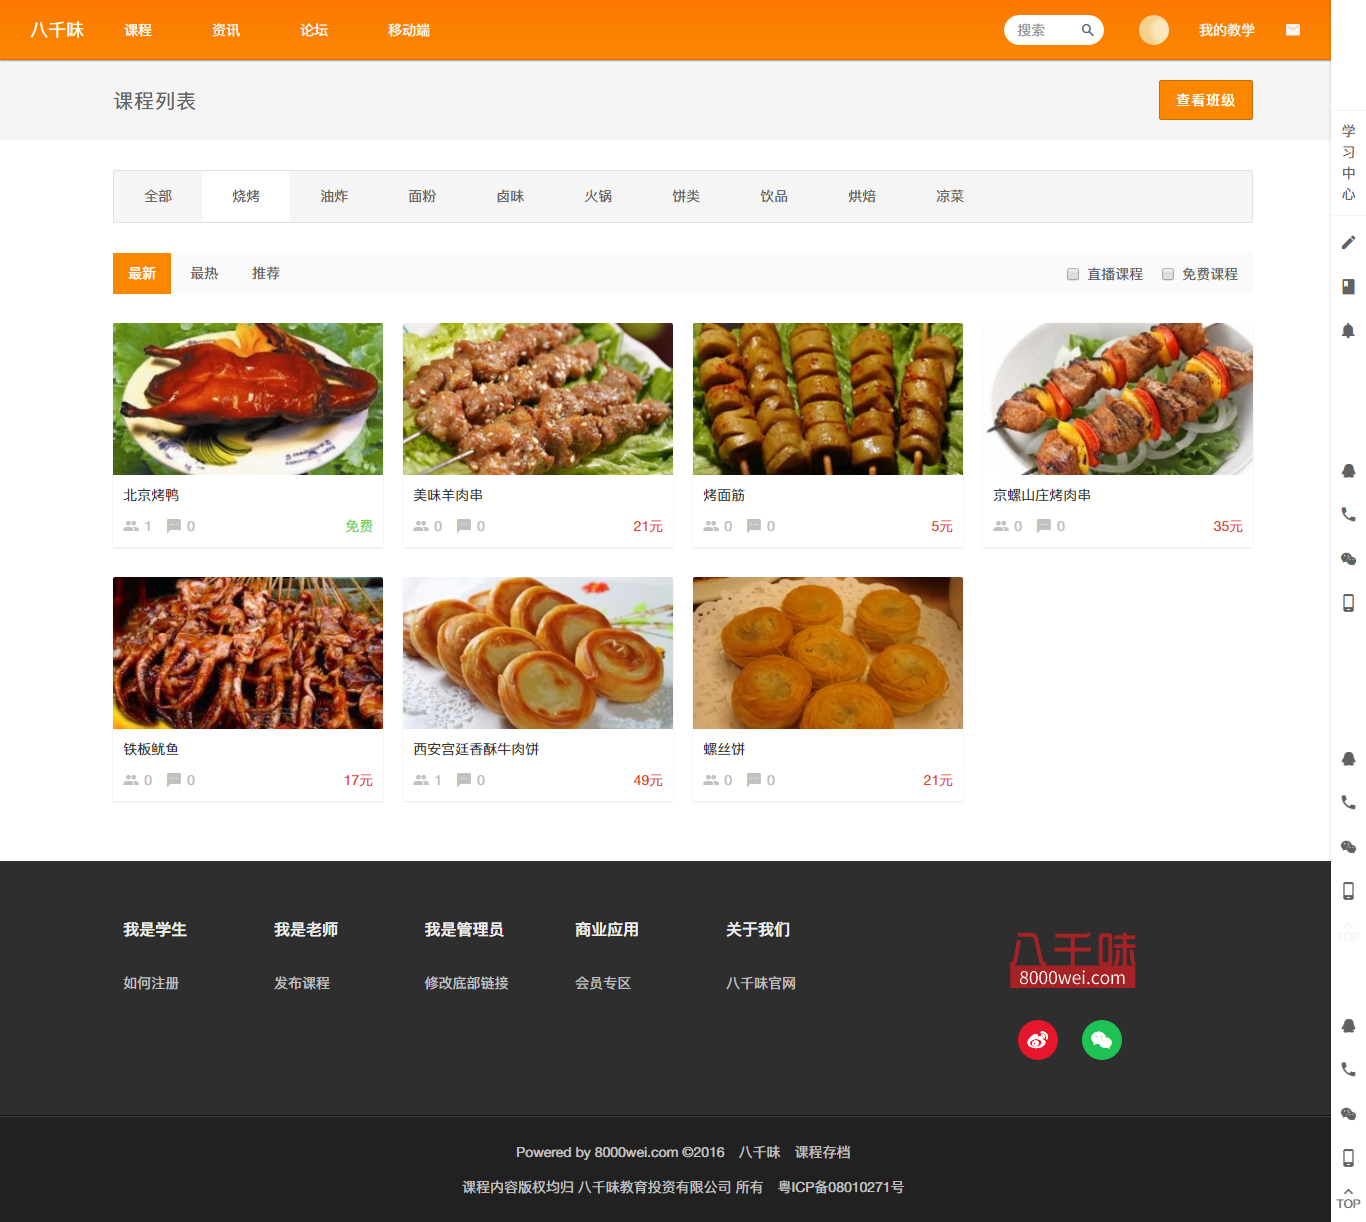 八千味 课程 资讯 论坛 移动端 搜索 我的教学
课程列表 查看班级
学
习
中
心
全部 烧烤 油炸 面粉 卤味 火锅 饼类 饮品 烘焙 凉菜
最新 最热 推荐 直播课程 免费课程
北京烤鸭
1 0 免费
美味羊肉串
0 0 21元
烤面筋
0 0 5元
京螺山庄烤肉串
0 0 35元
铁板鱿鱼
0 0 17元
西安宫廷香酥牛肉饼
1 0 49元
螺丝饼
0 0 21元
TOP
我是学生 我是老师 我是管理员 商业应用 关于我们
如何注册 发布课程 修改底部链接 会员专区 八千味官网
八千味
8000wei.com
Powered by 8000wei.com ©2016 八千味 课程存档
课程内容版权均归 八千味教育投资有限公司 所有 粤ICP备08010271号
TOP